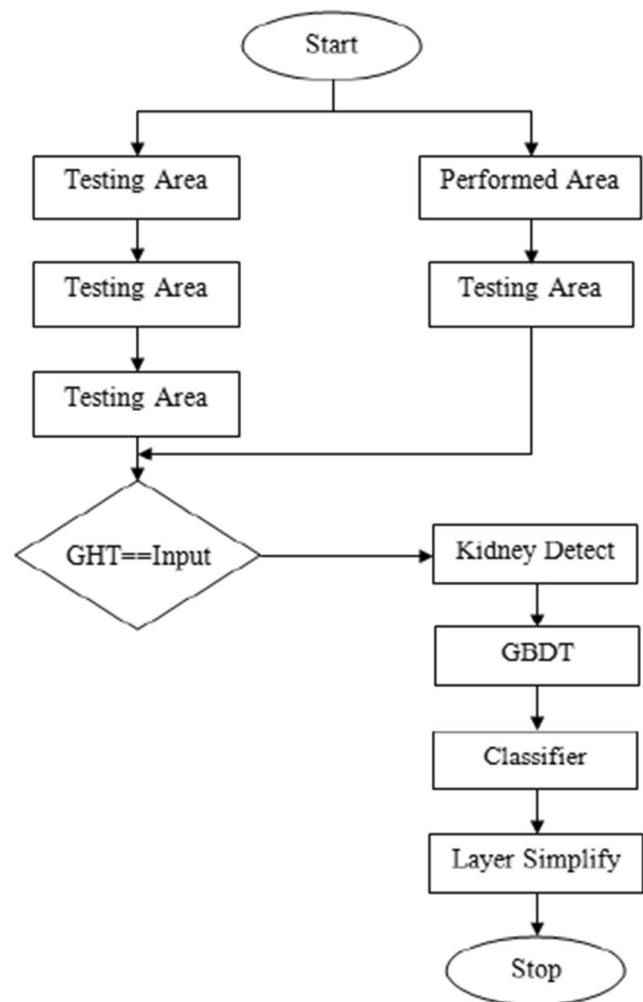 Start
Testing Area
Performed Area
Testing Area
Testing Area
Testing Area
GHT==Input
Kidney Detect
GBDT
Classifier
Layer Simplify
Stop